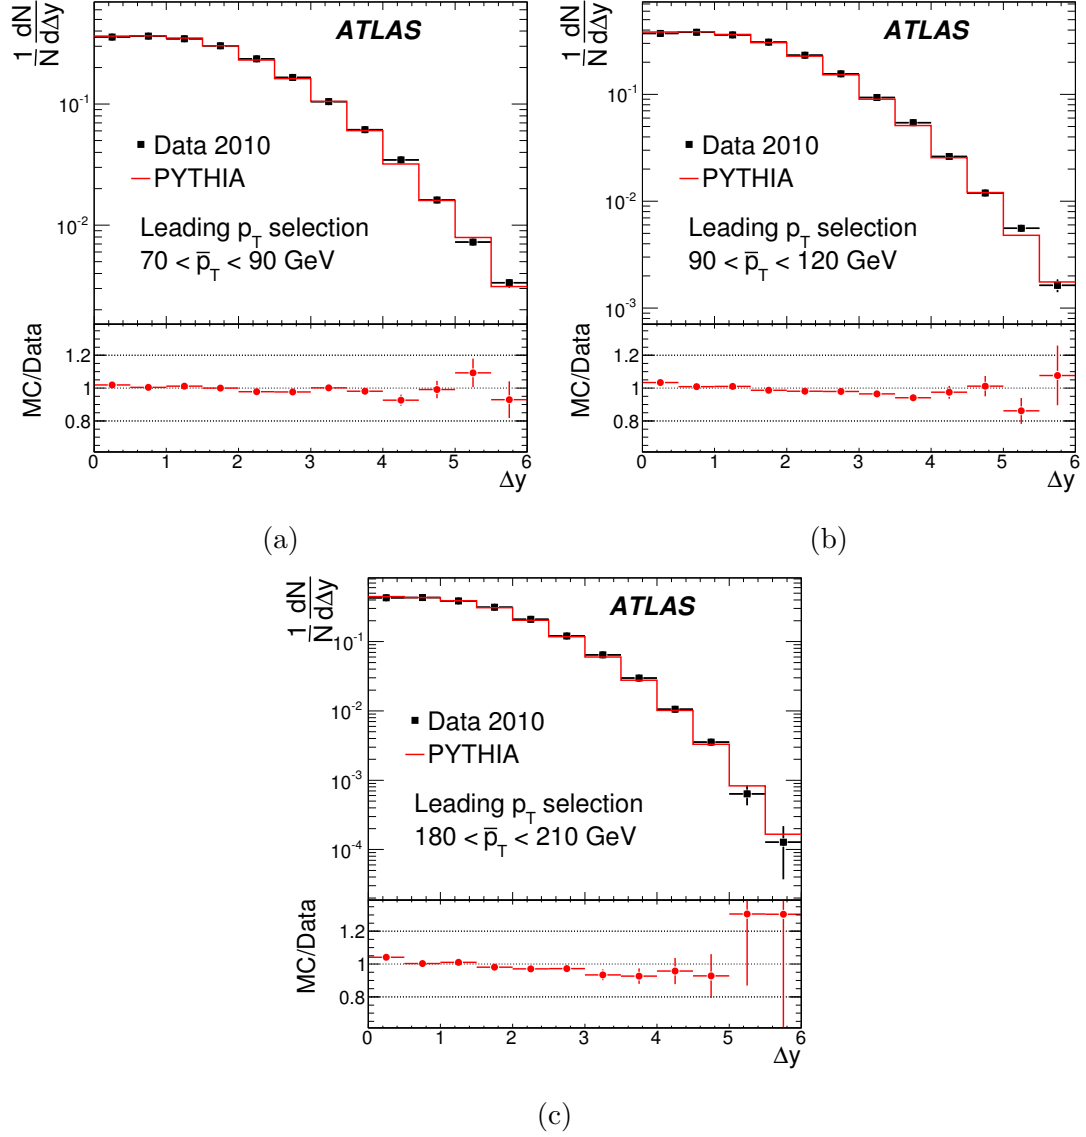 1/N dN/dΔy
ATLAS
10⁻¹
10⁻²
Data 2010
PYTHIA
Leading p_T selection
70 < p̅_T < 90 GeV
MC/Data
1.2
1
0.8
0 1 2 3 4 5 6
Δy
(a)
1/N dN/dΔy
ATLAS
10⁻¹
10⁻²
10⁻³
Data 2010
PYTHIA
Leading p_T selection
90 < p̅_T < 120 GeV
MC/Data
1.2
1
0.8
0 1 2 3 4 5 6
Δy
(b)
1/N dN/dΔy
ATLAS
10⁻¹
10⁻²
10⁻³
10⁻⁴
Data 2010
PYTHIA
Leading p_T selection
180 < p̅_T < 210 GeV
MC/Data
1.2
1
0.8
0 1 2 3 4 5 6
Δy
(c)